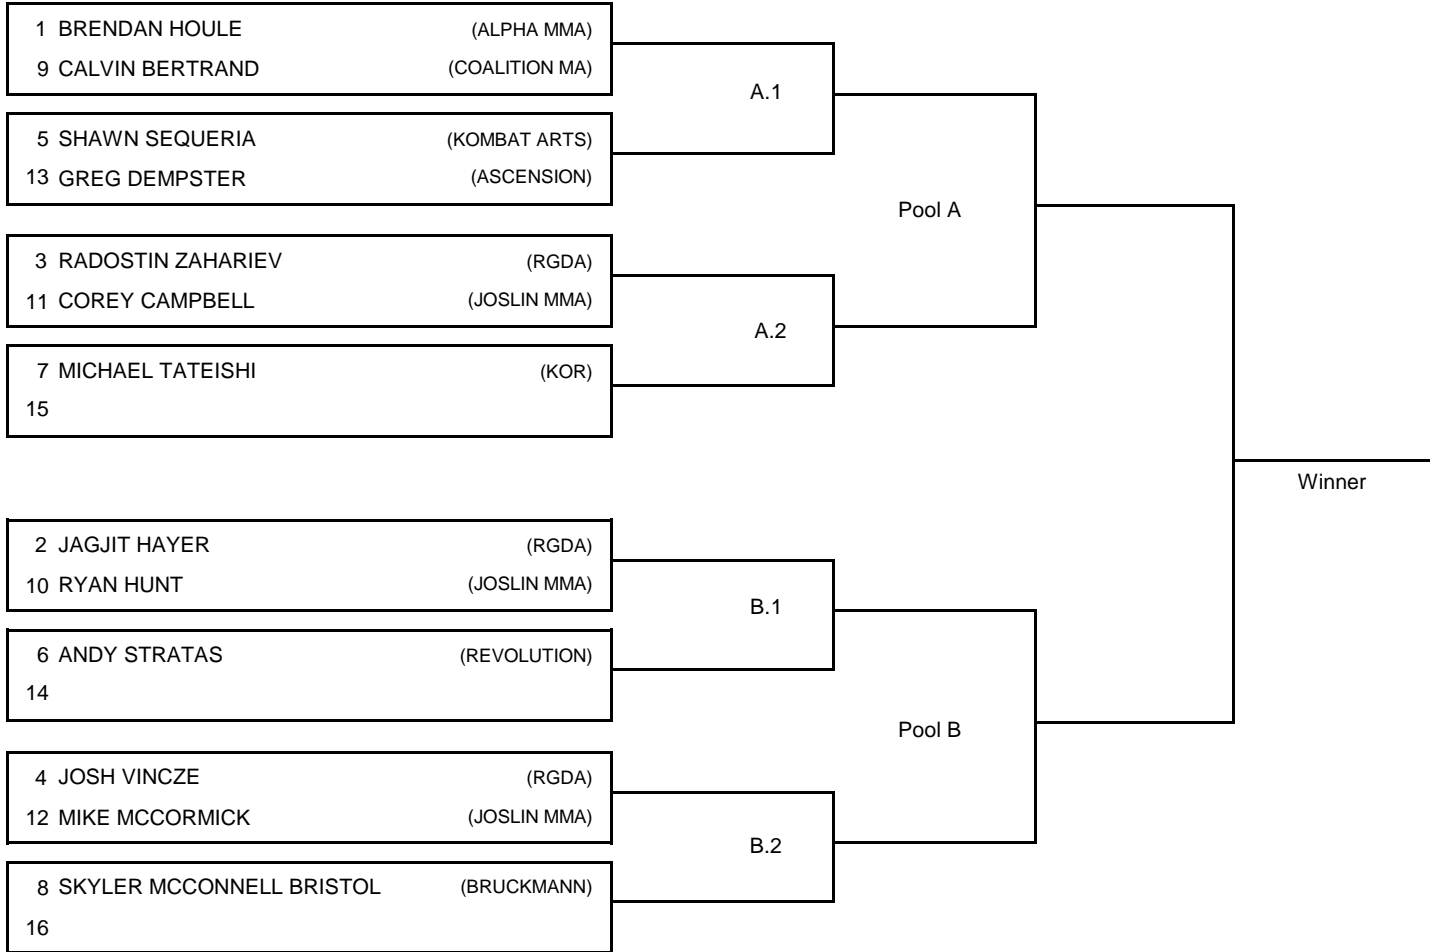 1 BRENDAN HOULE (ALPHA MMA)
9 CALVIN BERTRAND (COALITION MA)
A.1
5 SHAWN SEQUERIA (KOMBAT ARTS)
13 GREG DEMPSTER (ASCENSION)
Pool A
3 RADOSTIN ZAHARIEV (RGDA)
11 COREY CAMPBELL (JOSLIN MMA)
A.2
7 MICHAEL TATEISHI (KOR)
15
Winner
2 JAGJIT HAYER (RGDA)
10 RYAN HUNT (JOSLIN MMA)
B.1
6 ANDY STRATAS (REVOLUTION)
14
Pool B
4 JOSH VINCZE (RGDA)
12 MIKE MCCORMICK (JOSLIN MMA)
B.2
8 SKYLER MCCONNELL BRISTOL (BRUCKMANN)
16